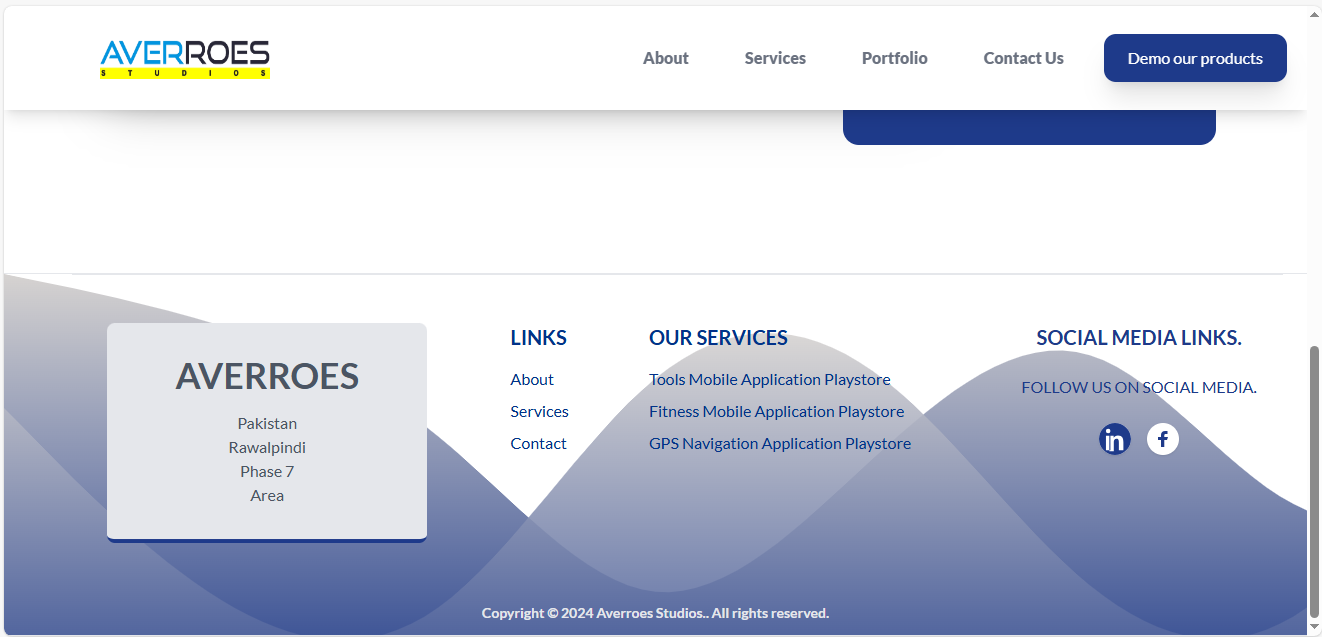 AVERROES
STUDIOS
About
Services
Portfolio
Contact Us
Demo our products
AVERROES
Pakistan
Rawalpindi
Phase 7
Area
LINKS
About
Services
Contact
OUR SERVICES
Tools Mobile Application Playstore
Fitness Mobile Application Playstore
GPS Navigation Application Playstore
SOCIAL MEDIA LINKS.
FOLLOW US ON SOCIAL MEDIA.
in
f
Copyright © 2024 Averroes Studios.. All rights reserved.